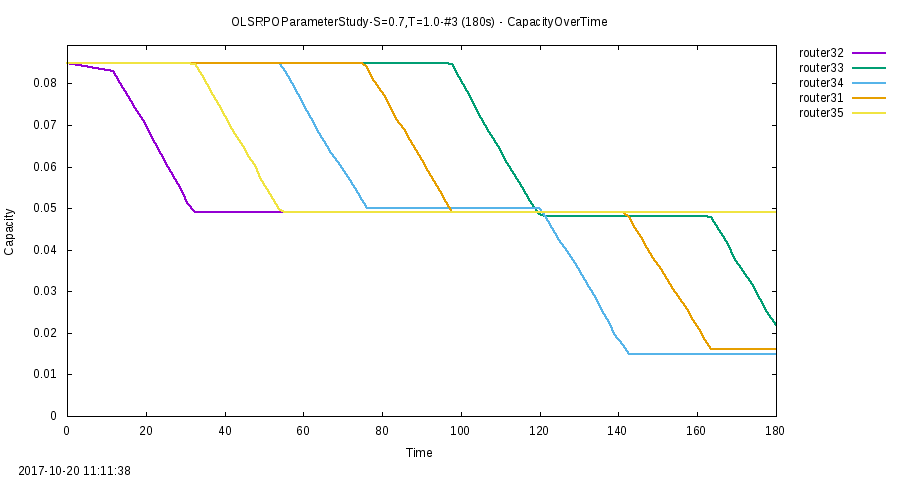 OLSRPOParameterStudy-S=0.7,T=1.0-#3 (180s) - CapacityOverTime
router32
router33
router34
router31
router35
0.08
0.07
0.06
0.05
0.04
0.03
0.02
0.01
0
Capacity
0 20 40 60 80 100 120 140 160 180
Time
2017-10-20 11:11:38